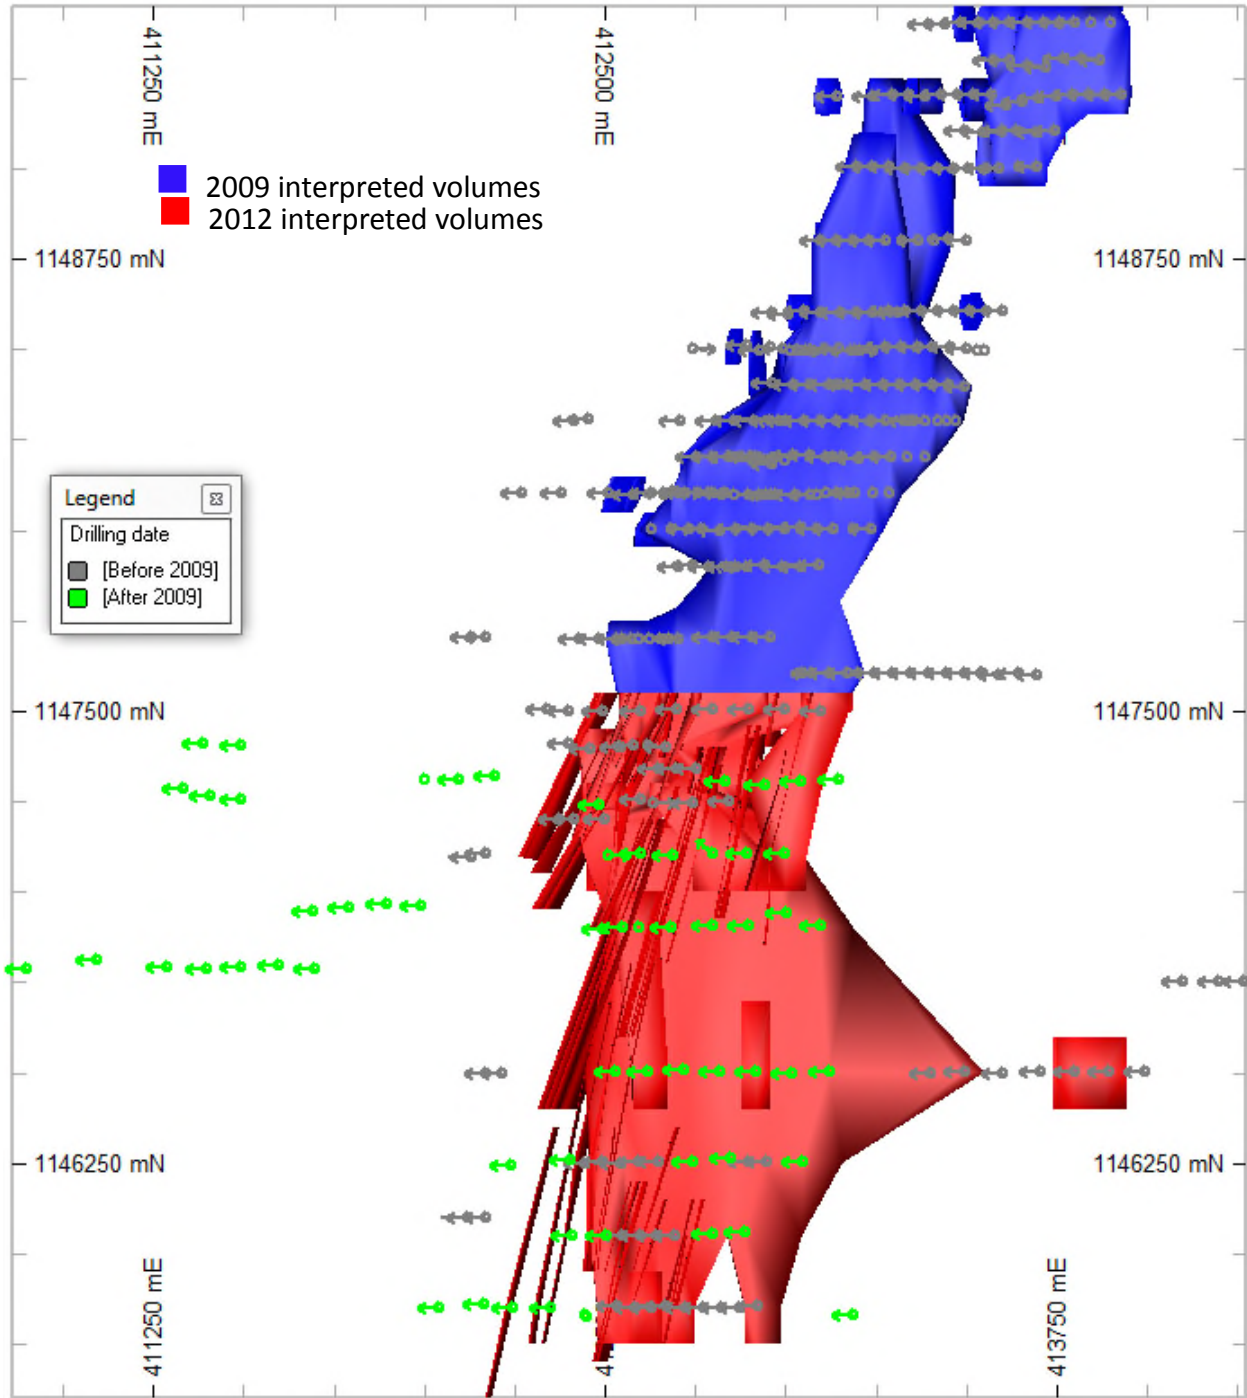 411250 mE
412500 mE
2009 interpreted volumes
2012 interpreted volumes
1148750 mN
1148750 mN
Legend
Drilling date
[Before 2009]
[After 2009]
1147500 mN
1147500 mN
1146250 mN
1146250 mN
411250 mE
4
413750 mE